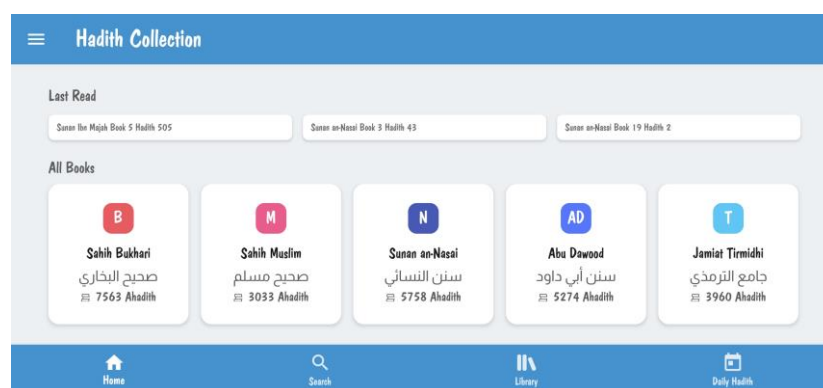 Hadith Collection
Last Read
Sunan Ibn Majah Book 5 Hadith 505
Sunan an-Nasai Book 3 Hadith 43
Sunan an-Nasai Book 19 Hadith 2
All Books
B
Sahih Bukhari
صحيح البخاري
7563 Ahadith
M
Sahih Muslim
صحيح مسلم
3033 Ahadith
N
Sunan an-Nasai
سنن النسائي
5758 Ahadith
AD
Abu Dawood
سنن أبي داود
5274 Ahadith
T
Jamiat Tirmidhi
جامع الترمذي
3960 Ahadith
Home
Search
Library
Daily Hadith